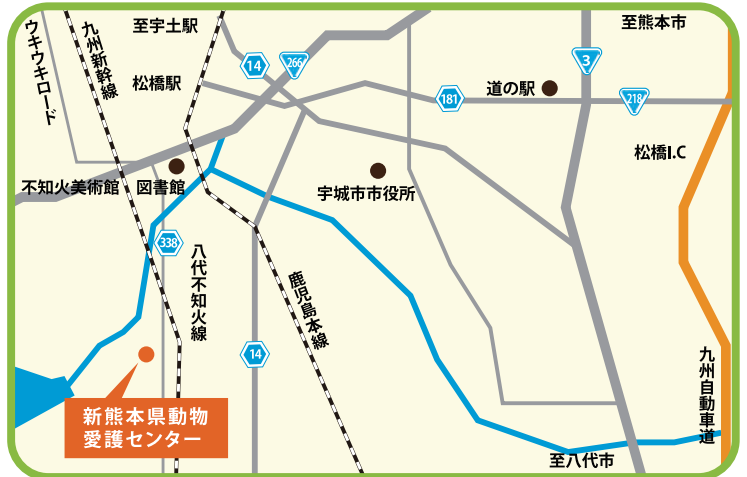 ウキウキロード
九州新幹線
至宇土駅
14
266
松橋駅
至熊本市
3
181
道の駅
218
松橋I.C
不知火美術館 図書館
宇城市市役所
338
八代不知火線
鹿児島本線
14
九州自動車道
新熊本県動物
愛護センター
至八代市